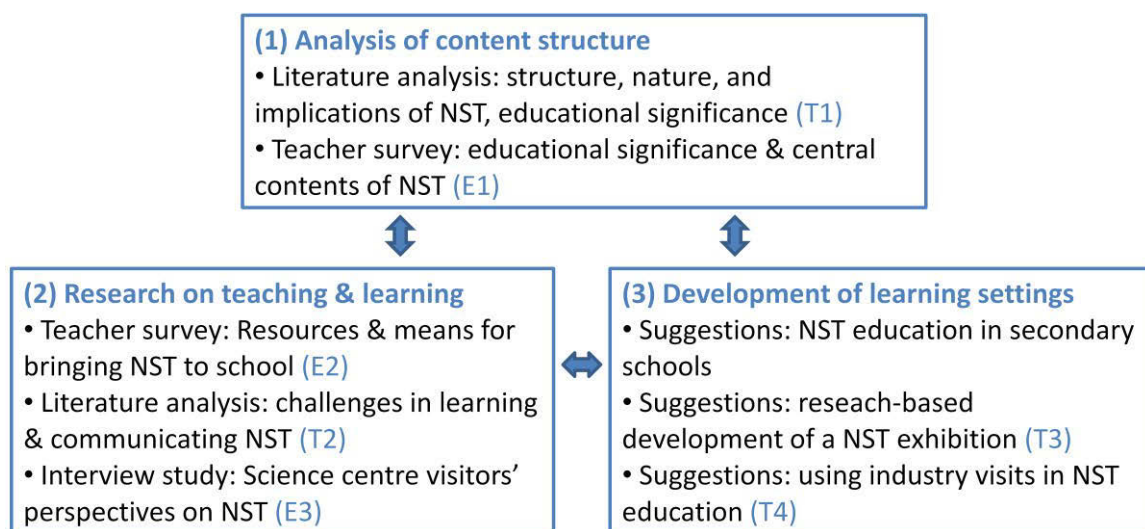 (1) Analysis of content structure
• Literature analysis: structure, nature, and
implications of NST, educational significance (T1)
• Teacher survey: educational significance & central
contents of NST (E1)
(2) Research on teaching & learning
• Teacher survey: Resources & means for
bringing NST to school (E2)
• Literature analysis: challenges in learning
& communicating NST (T2)
• Interview study: Science centre visitors’
perspectives on NST (E3)
(3) Development of learning settings
• Suggestions: NST education in secondary
schools
• Suggestions: reseach-based
development of a NST exhibition (T3)
• Suggestions: using industry visits in NST
education (T4)